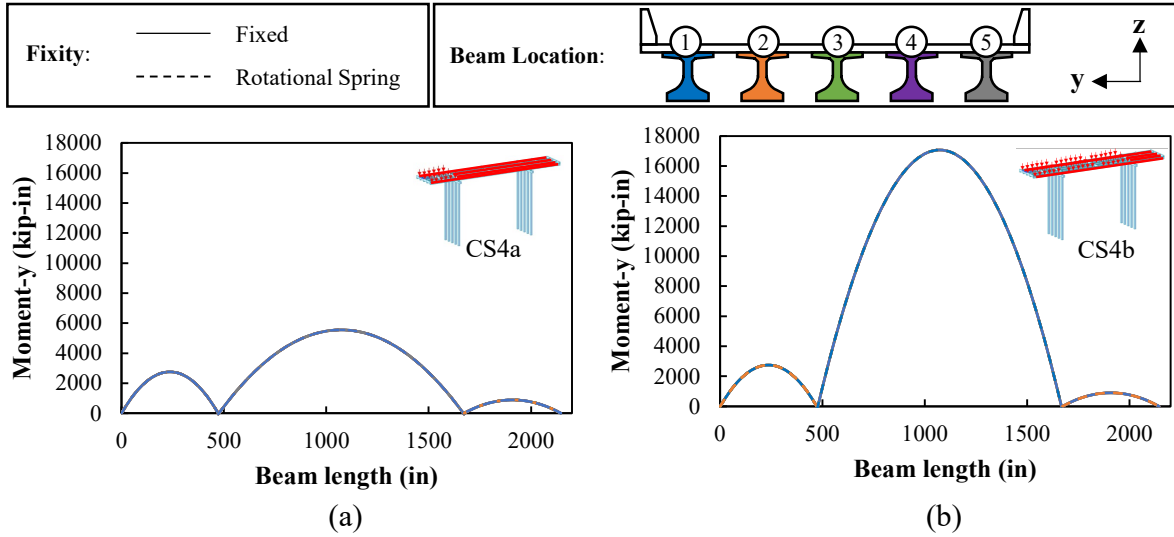 Fixity:
Fixed
Rotational Spring
Beam Location:
1 2 3 4 5
z
y
18000
16000
14000
12000
10000
8000
6000
4000
2000
0
Moment-y (kip-in)
CS4a
0 500 1000 1500 2000
Beam length (in)
(a)
18000
16000
14000
12000
10000
8000
6000
4000
2000
0
Moment-y (kip-in)
CS4b
0 500 1000 1500 2000
Beam length (in)
(b)